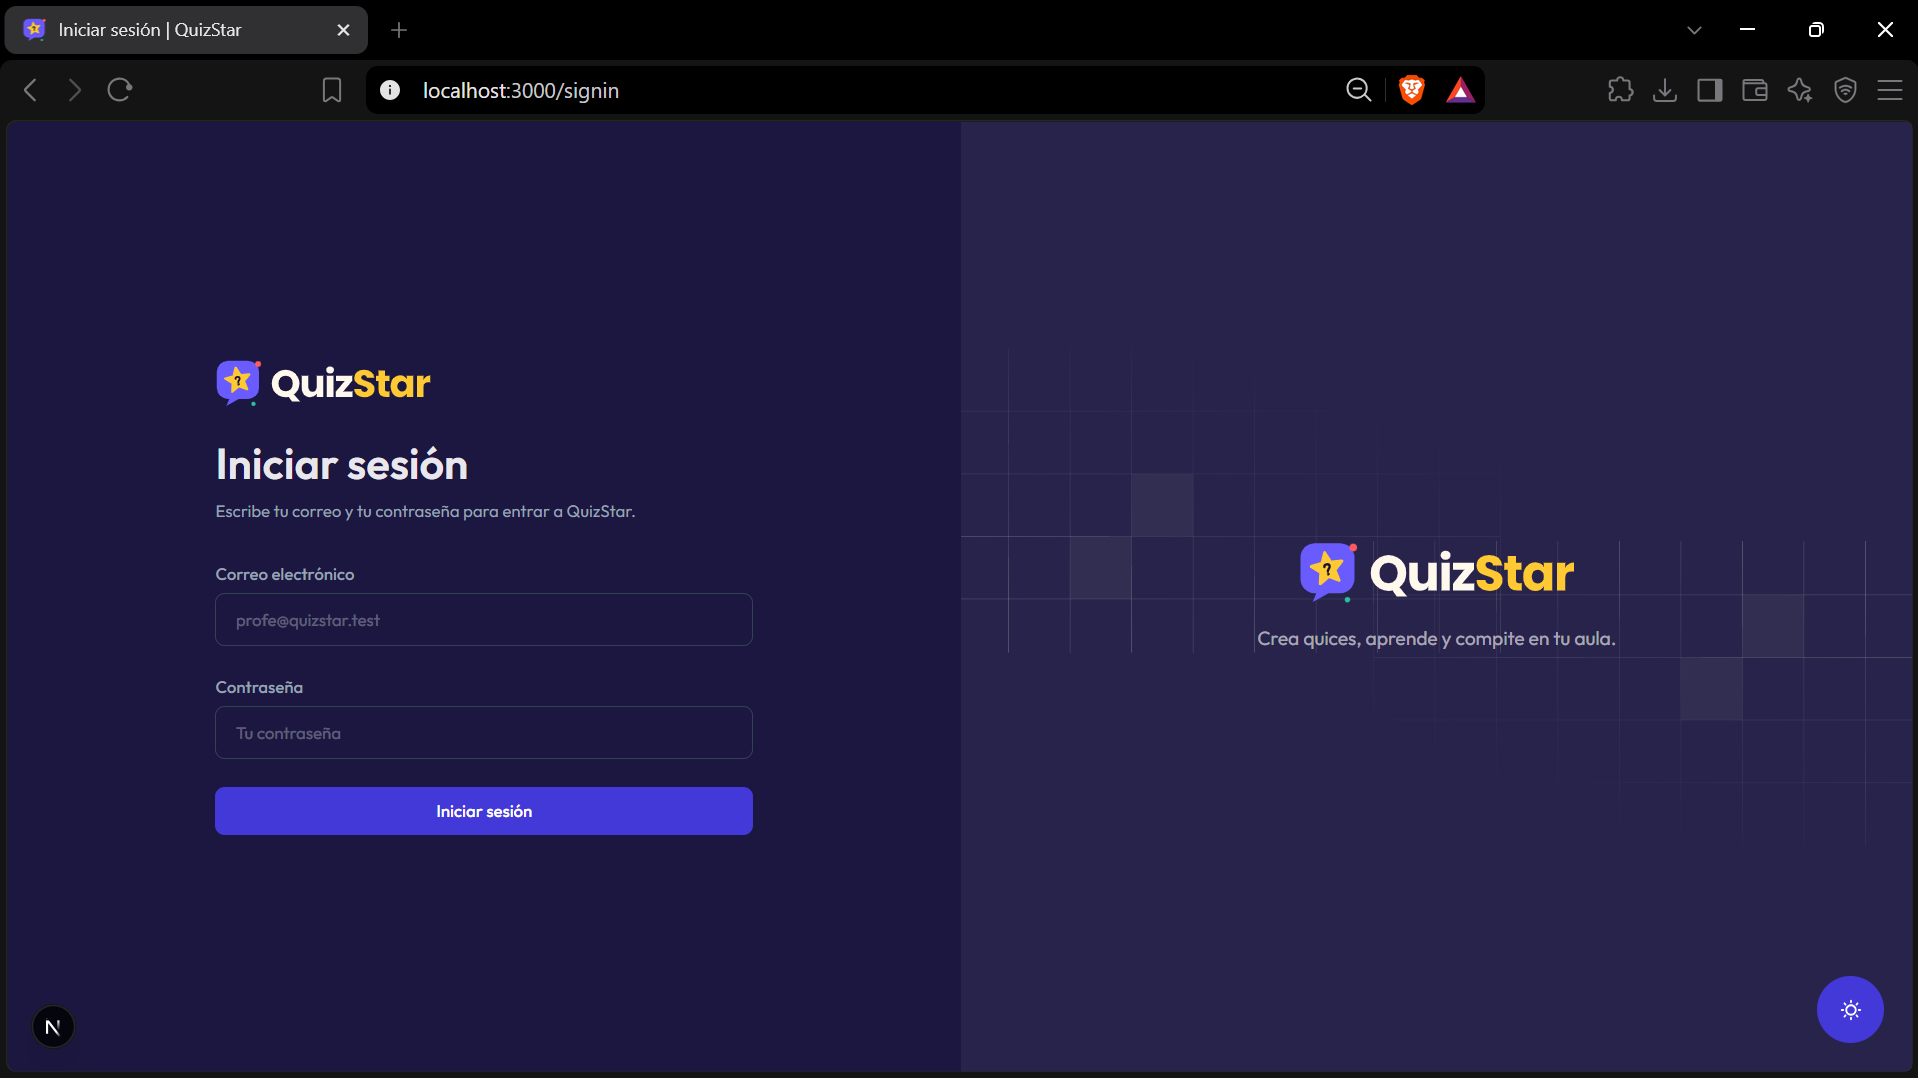 Iniciar sesión | QuizStar
localhost:3000/signin
QuizStar
Iniciar sesión
Escribe tu correo y tu contraseña para entrar a QuizStar.
Correo electrónico
profe@quizstar.test
Contraseña
Tu contraseña
Iniciar sesión
QuizStar
Crea quices, aprende y compite en tu aula.
N